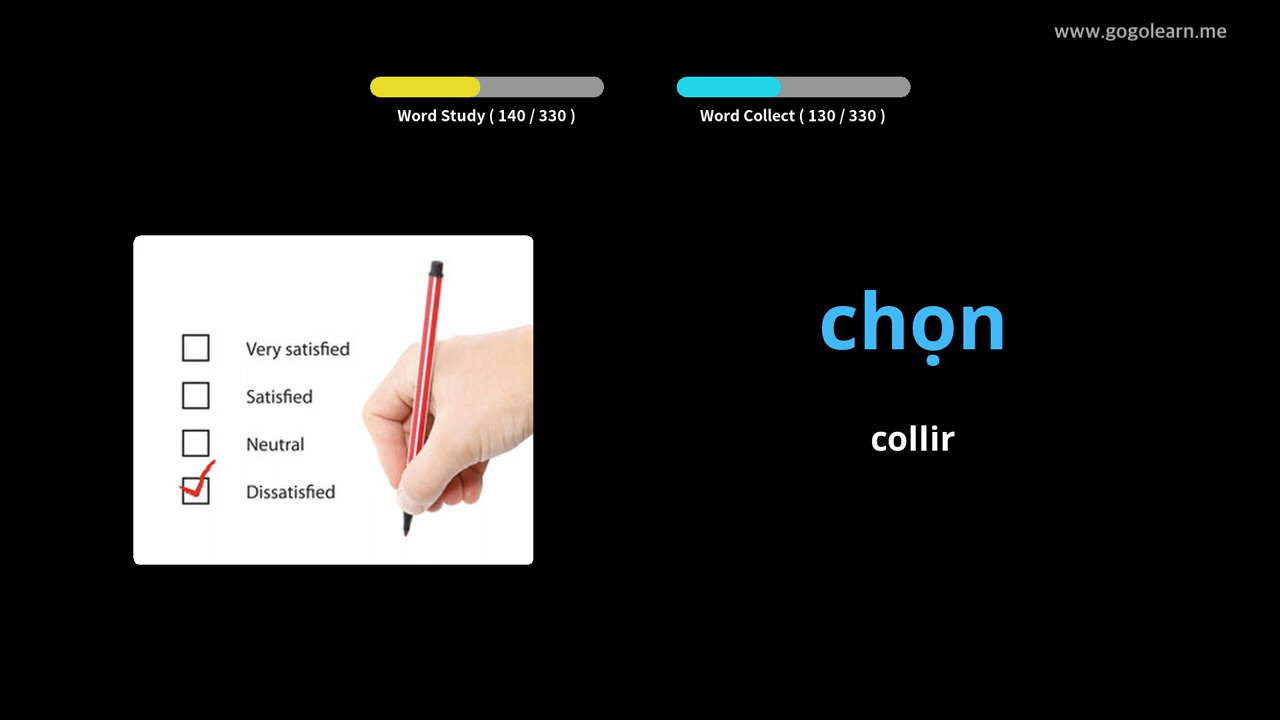 www.gogolearn.me
Word Study ( 140 / 330 )
Word Collect ( 130 / 330 )
Very satisfied
Satisfied
Neutral
Dissatisfied
chọn
collir